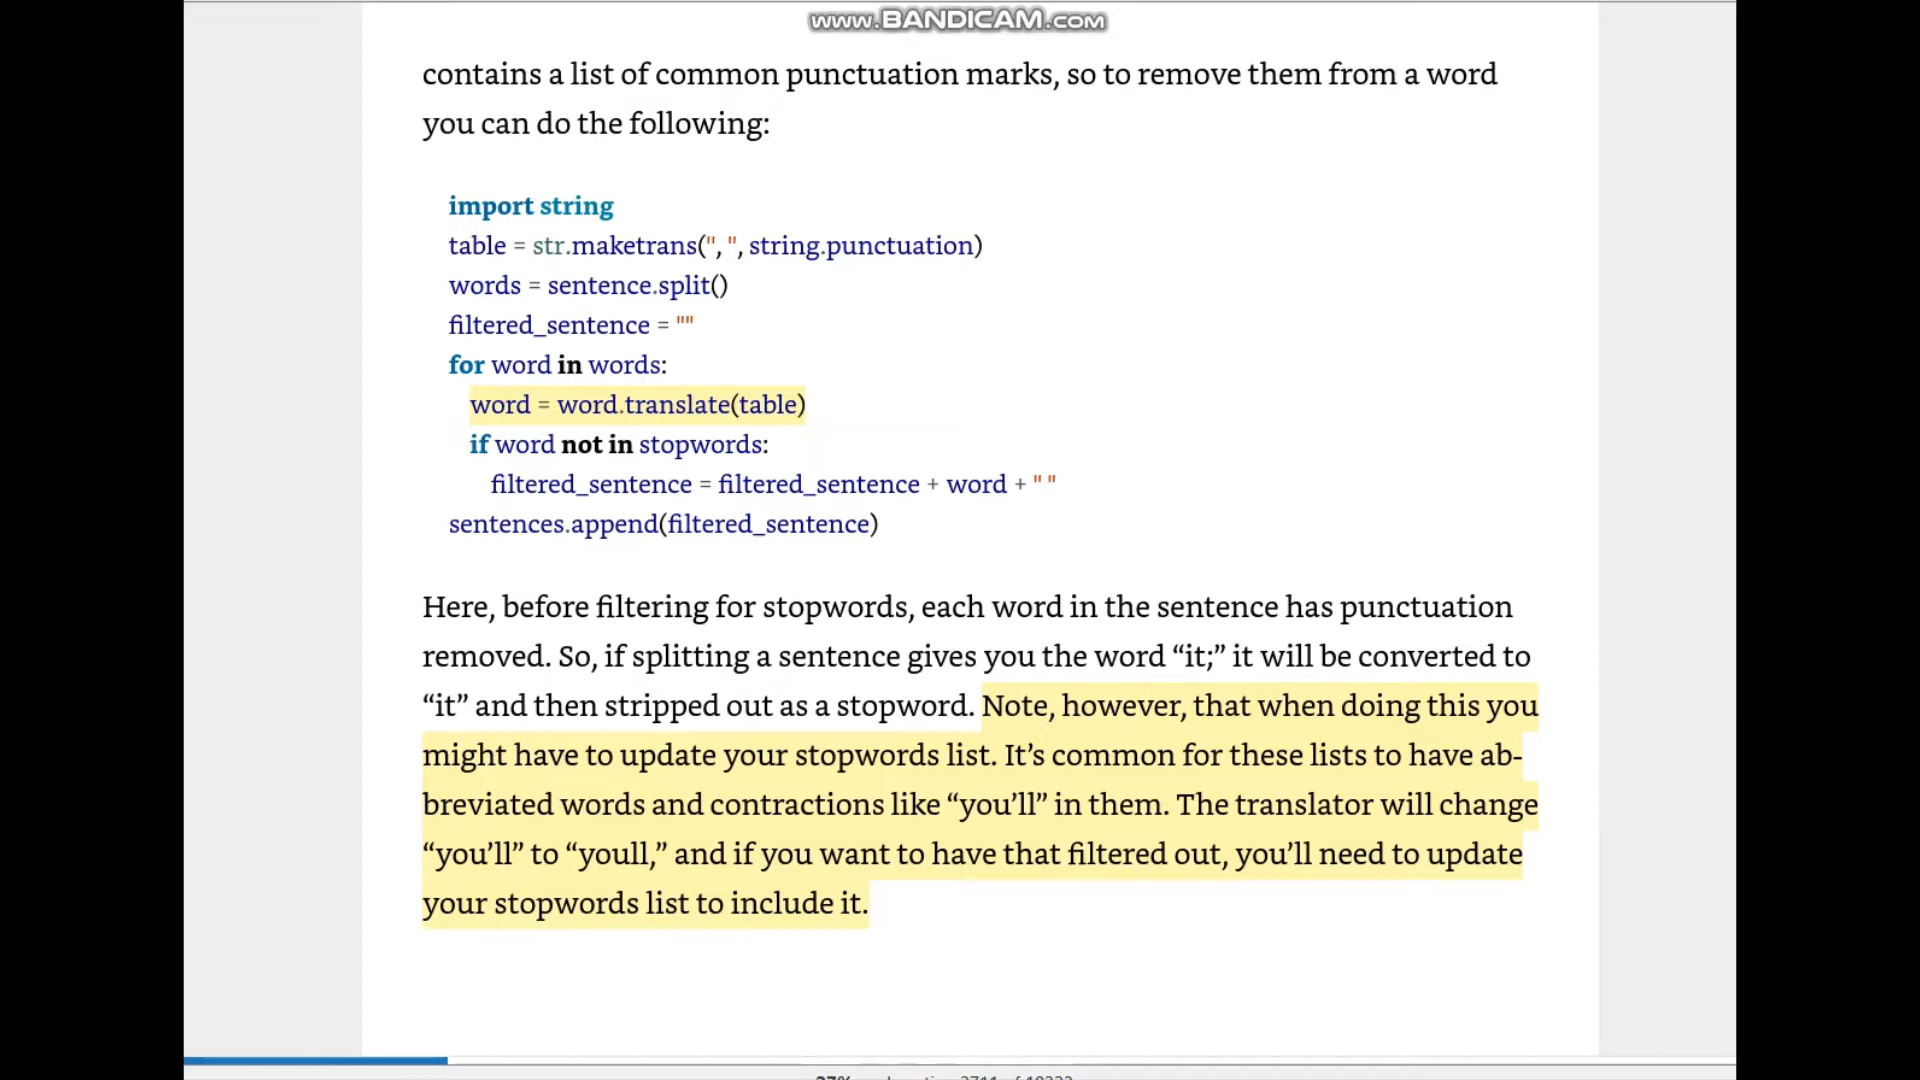 www.BANDICAM.com
contains a list of common punctuation marks, so to remove them from a word
you can do the following:
import string
table = str.maketrans('', '', string.punctuation)
words = sentence.split()
filtered_sentence = ""
for word in words:
word = word.translate(table)
if word not in stopwords:
filtered_sentence = filtered_sentence + word + " "
sentences.append(filtered_sentence)
Here, before filtering for stopwords, each word in the sentence has punctuation
removed. So, if splitting a sentence gives you the word “it;” it will be converted to
“it” and then stripped out as a stopword. Note, however, that when doing this you
might have to update your stopwords list. It’s common for these lists to have ab-
breviated words and contractions like “you’ll” in them. The translator will change
“you’ll” to “youll,” and if you want to have that filtered out, you’ll need to update
your stopwords list to include it.